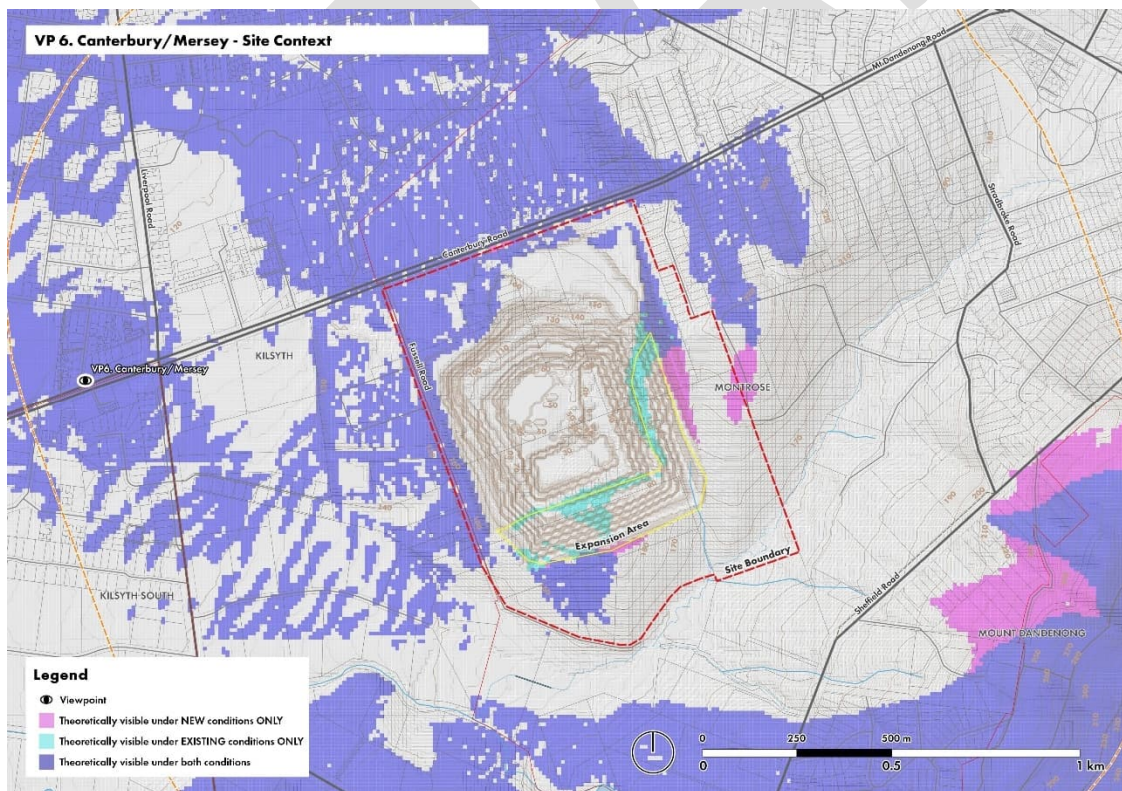 VP 6. Canterbury/Mersey - Site Context
Mt Dandenong Road
Liverpool Road
Stradbroke Road
Canterbury Road
120
VP6. Canterbury/Mersey
KILSYTH
Fussell Road
MONTROSE
140
Expansion Area
Site Boundary
KILSYTH SOUTH
Sheffield Road
MOUNT DANDENONG
Legend
Viewpoint
Theoretically visible under NEW conditions ONLY
Theoretically visible under EXISTING conditions ONLY
Theoretically visible under both conditions
0 250 500 m
0 0.5 1 km